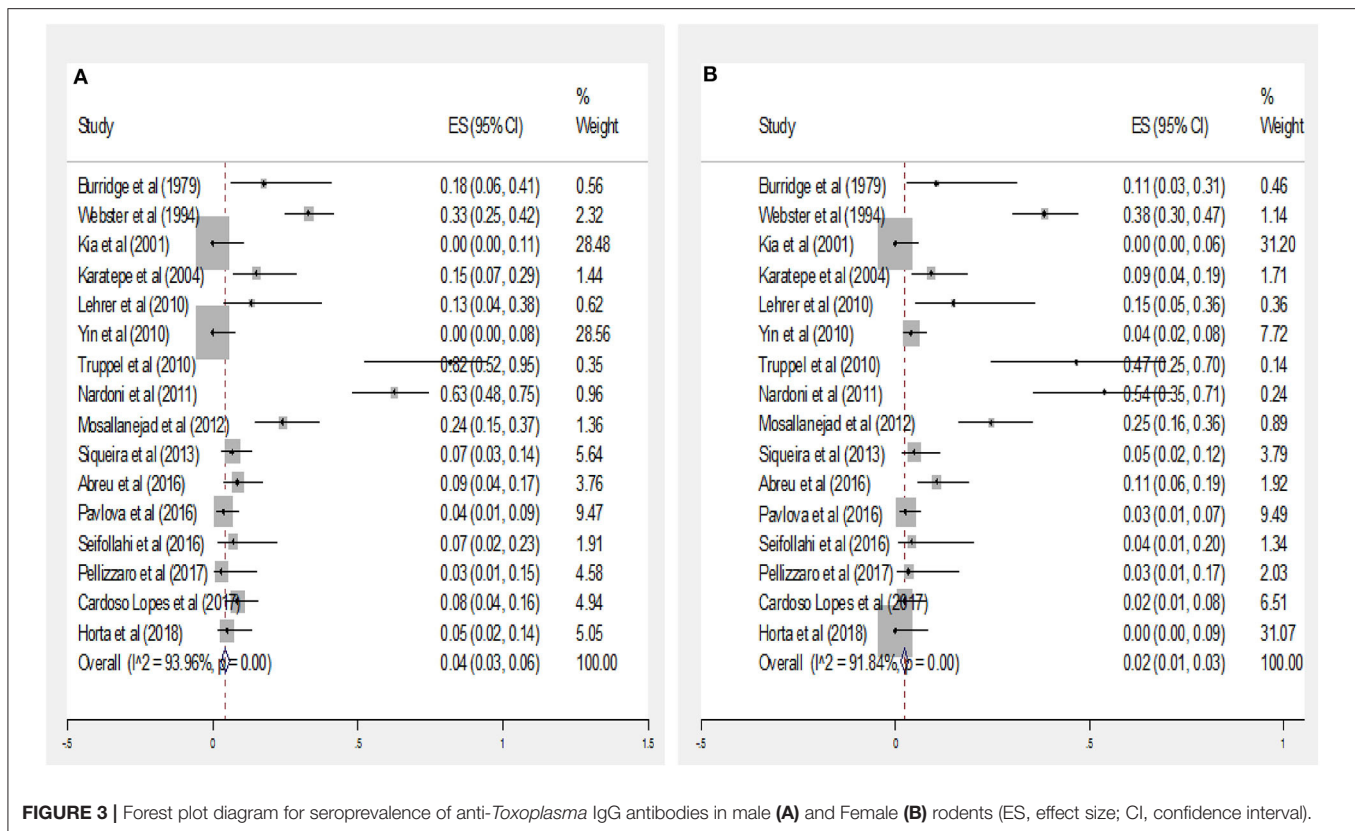 A
%
Study ES (95% CI) Weight
Burridge et al (1979) 0.18 (0.06, 0.41) 0.56
Webster et al (1994) 0.33 (0.25, 0.42) 2.32
Kia et al (2001) 0.00 (0.00, 0.11) 28.48
Karatepe et al (2004) 0.15 (0.07, 0.29) 1.44
Lehrer et al (2010) 0.13 (0.04, 0.38) 0.62
Yin et al (2010) 0.00 (0.00, 0.08) 28.56
Truppel et al (2010) 0.82 (0.52, 0.95) 0.35
Nardoni et al (2011) 0.63 (0.48, 0.75) 0.96
Mosallanejad et al (2012) 0.24 (0.15, 0.37) 1.36
Siqueira et al (2013) 0.07 (0.03, 0.14) 5.64
Abreu et al (2016) 0.09 (0.04, 0.17) 3.76
Pavlova et al (2016) 0.04 (0.01, 0.09) 9.47
Seifollahi et al (2016) 0.07 (0.02, 0.23) 1.91
Pellizzaro et al (2017) 0.03 (0.01, 0.15) 4.58
Cardoso Lopes et al (2017) 0.08 (0.04, 0.16) 4.94
Horta et al (2018) 0.05 (0.02, 0.14) 5.05
Overall (I^2 = 93.96%, p = 0.00) 0.04 (0.03, 0.06) 100.00
-.5 0 .5 1 1.5
B
%
Study ES (95% CI) Weight
Burridge et al (1979) 0.11 (0.03, 0.31) 0.46
Webster et al (1994) 0.38 (0.30, 0.47) 1.14
Kia et al (2001) 0.00 (0.00, 0.06) 31.20
Karatepe et al (2004) 0.09 (0.04, 0.19) 1.71
Lehrer et al (2010) 0.15 (0.05, 0.36) 0.36
Yin et al (2010) 0.04 (0.02, 0.08) 7.72
Truppel et al (2010) 0.47 (0.25, 0.70) 0.14
Nardoni et al (2011) 0.54 (0.35, 0.71) 0.24
Mosallanejad et al (2012) 0.25 (0.16, 0.36) 0.89
Siqueira et al (2013) 0.05 (0.02, 0.12) 3.79
Abreu et al (2016) 0.11 (0.06, 0.19) 1.92
Pavlova et al (2016) 0.03 (0.01, 0.07) 9.49
Seifollahi et al (2016) 0.04 (0.01, 0.20) 1.34
Pellizzaro et al (2017) 0.03 (0.01, 0.17) 2.03
Cardoso Lopes et al (2017) 0.02 (0.01, 0.08) 6.51
Horta et al (2018) 0.00 (0.00, 0.09) 31.07
Overall (I^2 = 91.84%, p = 0.00) 0.02 (0.01, 0.03) 100.00
-.5 0 .5 1
FIGURE 3 | Forest plot diagram for seroprevalence of anti-Toxoplasma IgG antibodies in male (A) and Female (B) rodents (ES, effect size; CI, confidence interval).